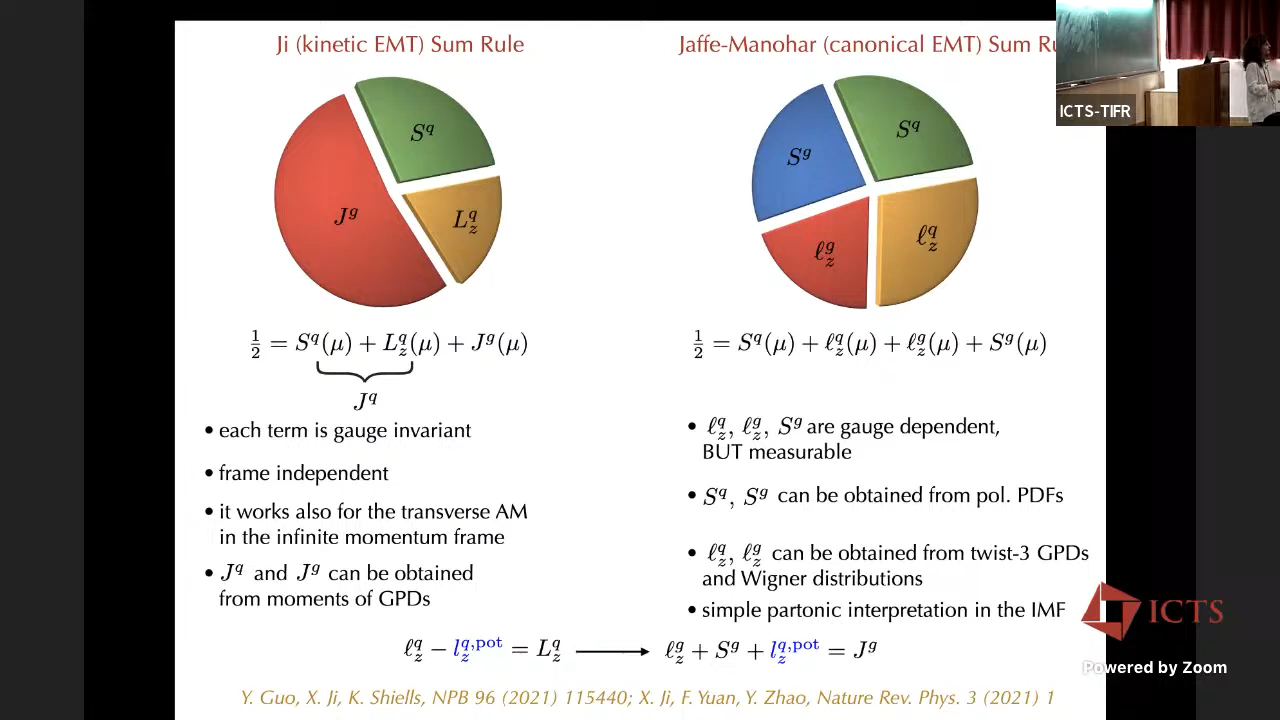 Ji (kinetic EMT) Sum Rule
S^q
J^g
L_z^q
½ = S^q(μ) + L_z^q(μ) + J^g(μ)
J^q
• each term is gauge invariant
• frame independent
• it works also for the transverse AM
in the infinite momentum frame
• J^q and J^g can be obtained
from moments of GPDs
Jaffe-Manohar (canonical EMT) Sum
S^g
S^q
ℓ_z^g
ℓ_z^q
½ = S^q(μ) + ℓ_z^q(μ) + ℓ_z^g(μ) + S^g(μ)
• ℓ_z^q, ℓ_z^g, S^g are gauge dependent,
BUT measurable
• S^q, S^g can be obtained from pol. PDFs
• ℓ_z^q, ℓ_z^g can be obtained from twist-3 GPDs
and Wigner distributions
• simple partonic interpretation in the IMF
ℓ_z^q − l_z^{q,pot} = L_z^q ⟶ ℓ_z^g + S^g + l_z^{q,pot} = J^g
Y. Guo, X. Ji, K. Shiells, NPB 96 (2021) 115440; X. Ji, F. Yuan, Y. Zhao, Nature Rev. Phys. 3 (2021) 1
ICTS-TIFR
ICTS
Powered by Zoom